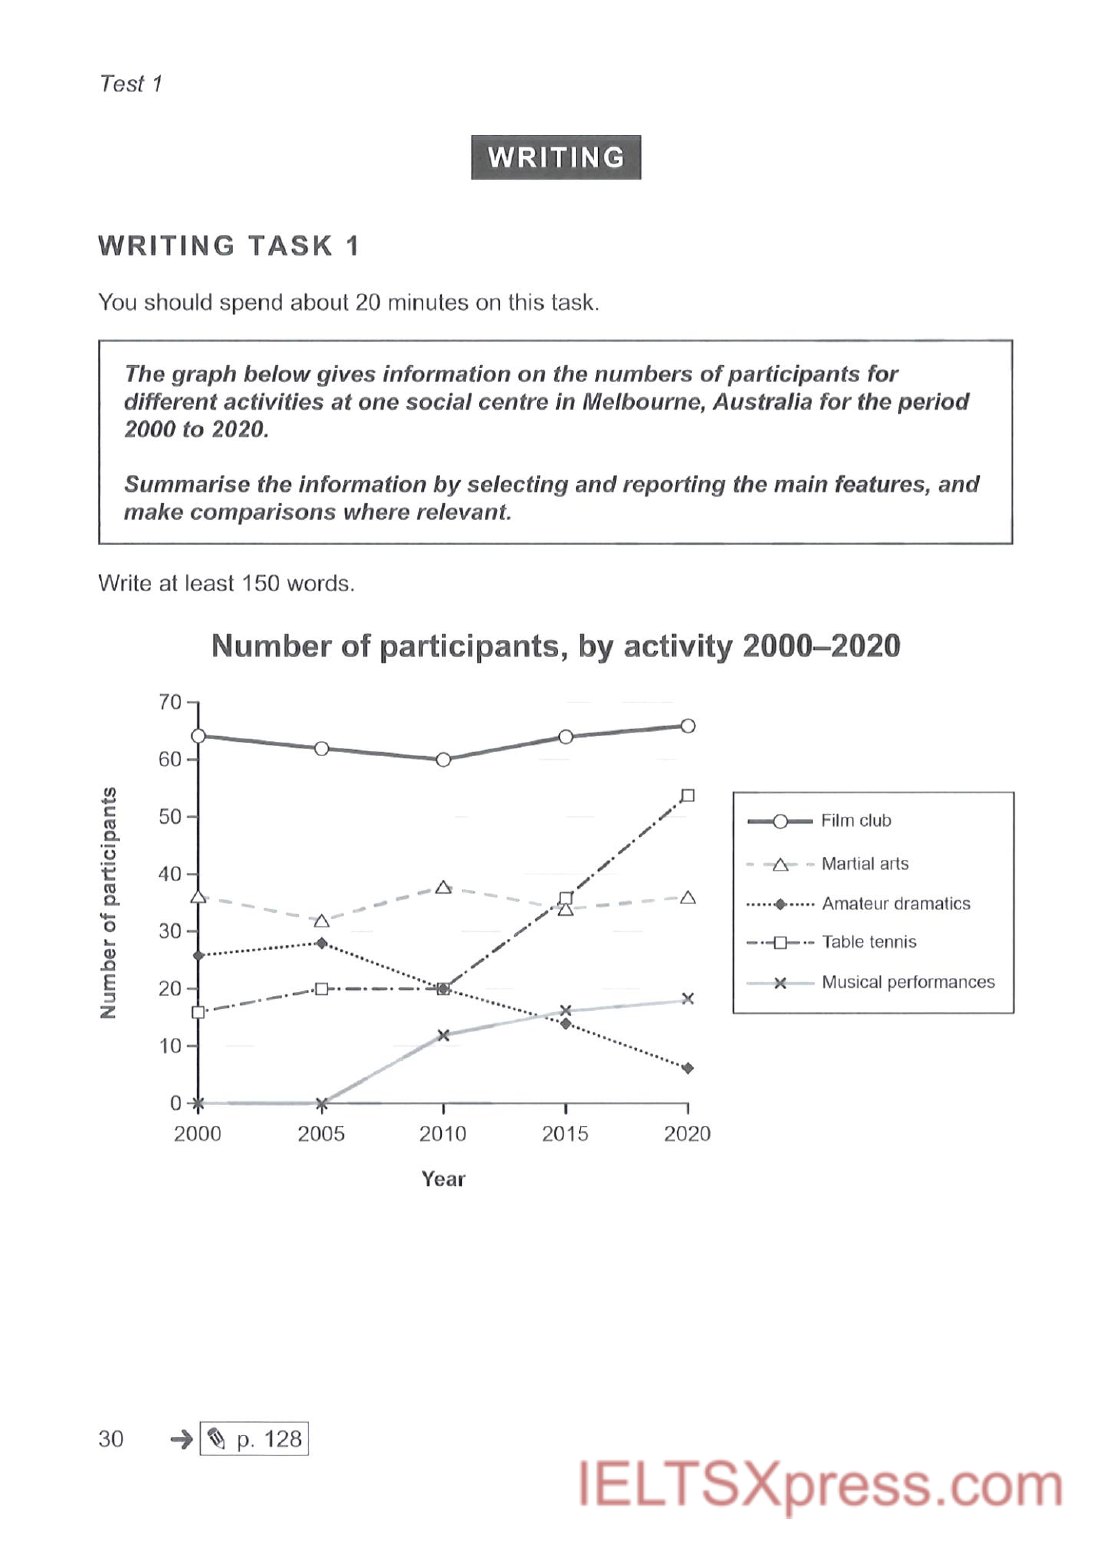 Test 1
WRITING
WRITING TASK 1
You should spend about 20 minutes on this task.
The graph below gives information on the numbers of participants for
different activities at one social centre in Melbourne, Australia for the period
2000 to 2020.
Summarise the information by selecting and reporting the main features, and
make comparisons where relevant.
Write at least 150 words.
Number of participants, by activity 2000–2020
Number of participants
70
60
50
40
30
20
10
0
2000 2005 2010 2015 2020
Year
Film club
Martial arts
Amateur dramatics
Table tennis
Musical performances
30 → p. 128
IELTSXpress.com